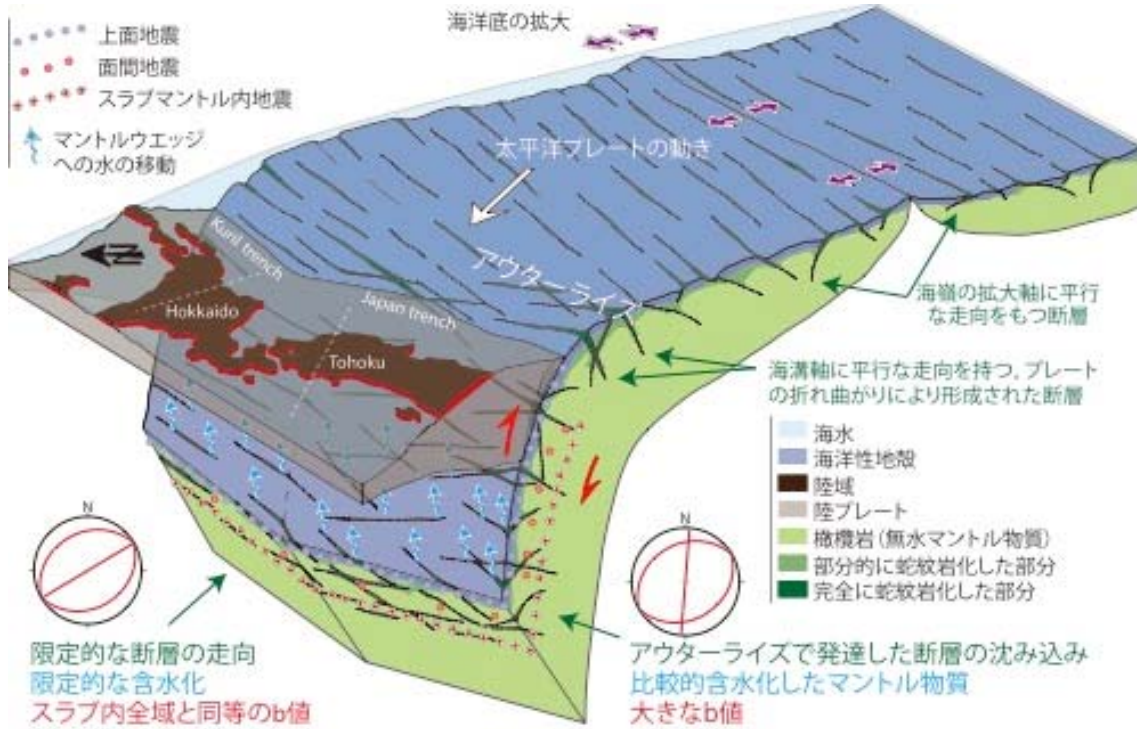 海洋底の拡大
上面地震
面間地震
スラブマントル内地震
マントルウエッジ
への水の移動
太平洋プレートの動き
アウターライズ
N
Kuril trench
Japan trench
Hokkaido
Tohoku
海嶺の拡大軸に平行
な走向をもつ断層
海溝軸に平行な走向を持つ，プレート
の折れ曲がりにより形成された断層
海水
海洋性地殻
陸域
陸プレート
橄欖岩（無水マントル物質）
部分的に蛇紋岩化した部分
完全に蛇紋岩化した部分
N
N
限定的な断層の走向
限定的な含水化
スラブ内全域と同等のb値
アウターライズで発達した断層の沈み込み
比較的含水化したマントル物質
大きなb値